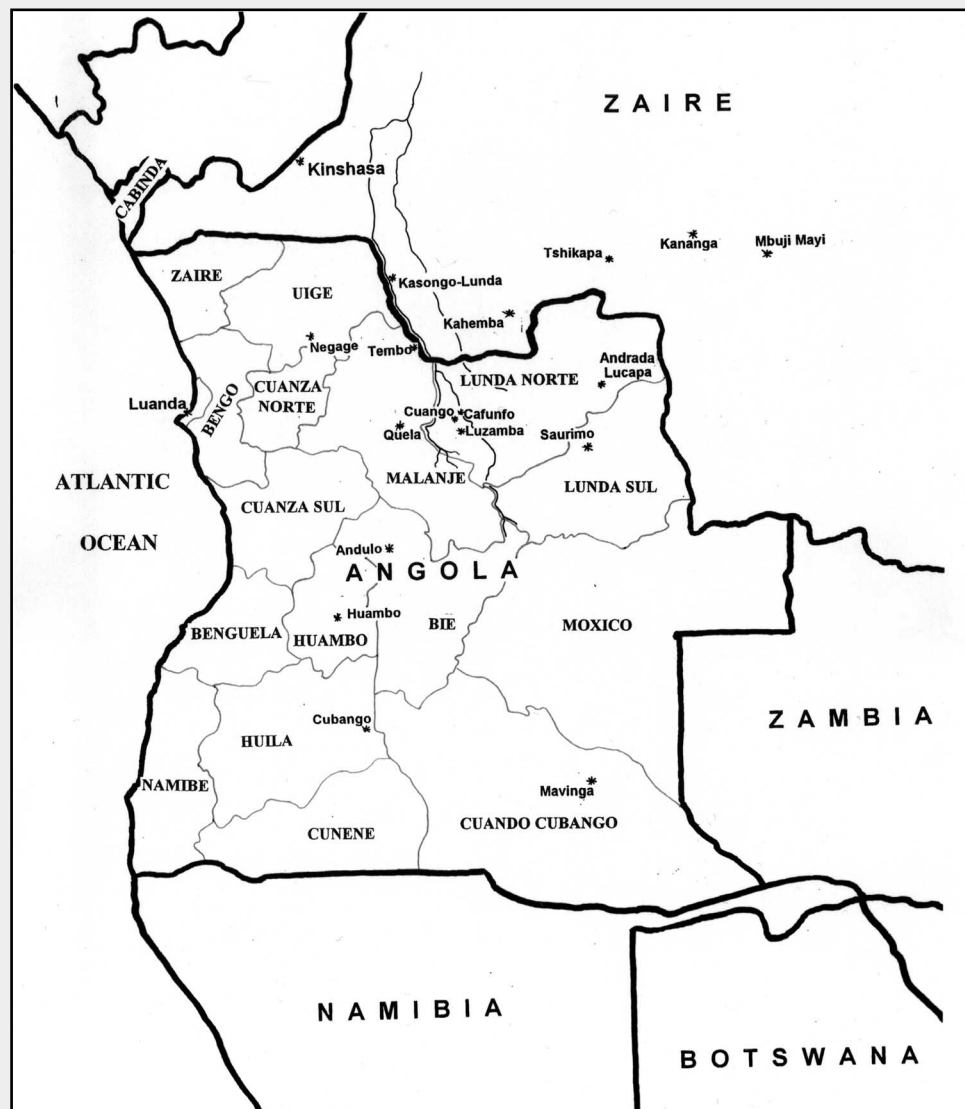 ZAIRE
Kinshasa
CABINDA
Kananga
Mbuji Mayi
Tshikapa
ZAIRE
Kasongo-Lunda
UIGE
Kahemba
Negage
Tembo
Andrada
Lucapa
LUNDA NORTE
CUANZA
NORTE
Luanda
BENGO
Cuango
Cafunfo
Luzamba
Quela
Saurimo
ATLANTIC
OCEAN
MALANJE
LUNDA SUL
CUANZA SUL
Andulo
ANGOLA
Huambo
BENGUELA
HUAMBO
BIE
MOXICO
ZAMBIA
Cubango
HUILA
NAMIBE
Mavinga
CUNENE
CUANDO CUBANGO
NAMIBIA
BOTSWANA